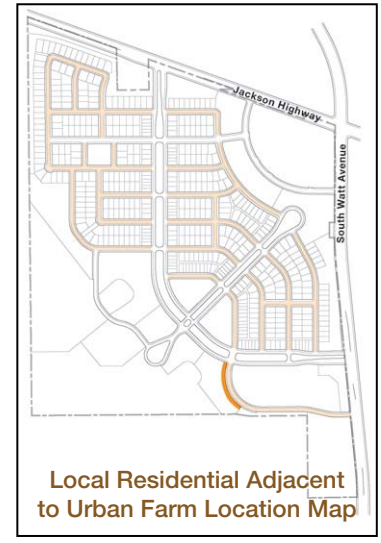 Jackson Highway
South Watt Avenue
Local Residential Adjacent
to Urban Farm Location Map